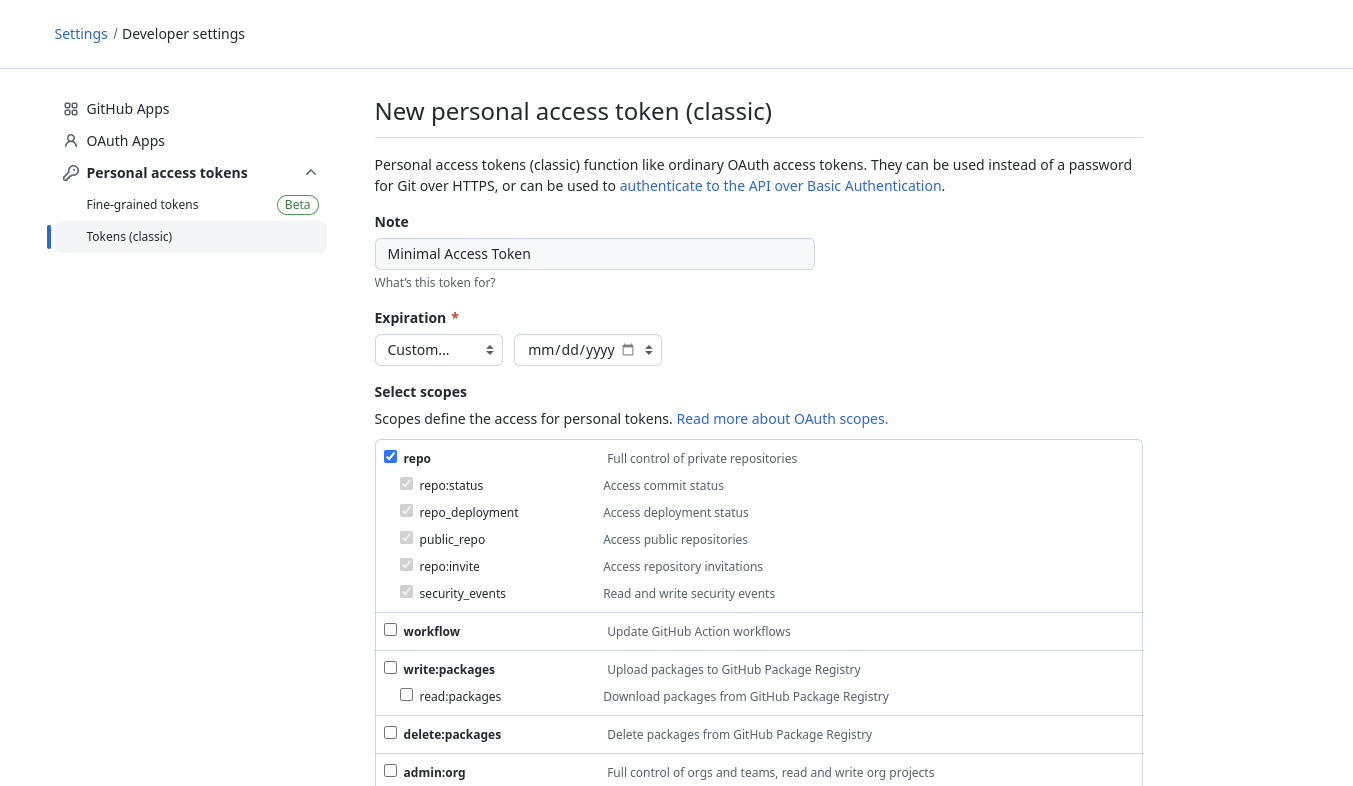 Settings / Developer settings
GitHub Apps
OAuth Apps
Personal access tokens
Fine-grained tokens Beta
Tokens (classic)
New personal access token (classic)
Personal access tokens (classic) function like ordinary OAuth access tokens. They can be used instead of a password
for Git over HTTPS, or can be used to authenticate to the API over Basic Authentication.
Note
Minimal Access Token
What's this token for?
Expiration *
Custom... mm/dd/yyyy
Select scopes
Scopes define the access for personal tokens. Read more about OAuth scopes.
repo Full control of private repositories
repo:status Access commit status
repo_deployment Access deployment status
public_repo Access public repositories
repo:invite Access repository invitations
security_events Read and write security events
workflow Update GitHub Action workflows
write:packages Upload packages to GitHub Package Registry
read:packages Download packages from GitHub Package Registry
delete:packages Delete packages from GitHub Package Registry
admin:org Full control of orgs and teams, read and write org projects